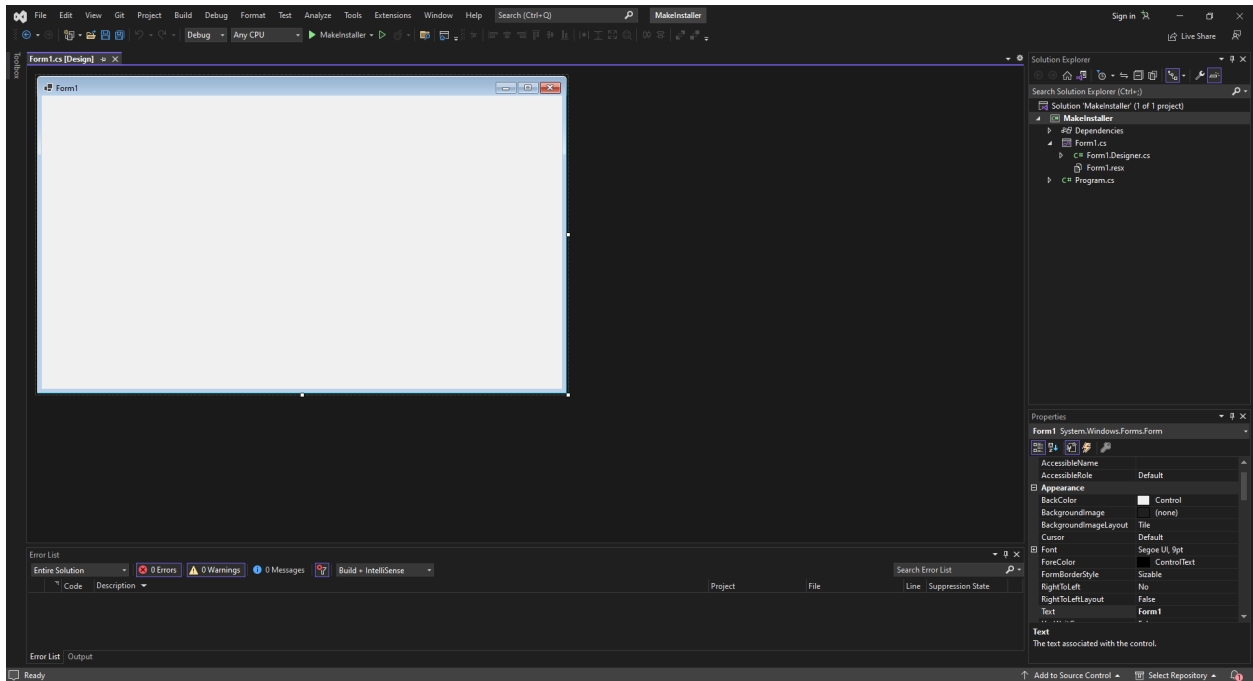 File Edit View Git Project Build Debug Format Test Analyze Tools Extensions Window Help Search (Ctrl+Q) MakeInstaller Sign in
Debug Any CPU MakeInstaller Live Share
Toolbox
Form1.cs [Design]
Form1
Solution Explorer
Search Solution Explorer (Ctrl+;)
Solution 'MakeInstaller' (1 of 1 project)
MakeInstaller
Dependencies
Form1.cs
C# Form1.Designer.cs
Form1.resx
C# Program.cs
Properties
Form1 System.Windows.Forms.Form
AccessibleName
AccessibleRole Default
Appearance
BackColor Control
BackgroundImage (none)
BackgroundImageLayout Tile
Cursor Default
Font Segoe UI, 9pt
ForeColor ControlText
FormBorderStyle Sizable
RightToLeft No
RightToLeftLayout False
Text Form1
Text
The text associated with the control.
Error List
Entire Solution 0 Errors 0 Warnings 0 Messages Build + IntelliSense Search Error List
Code Description Project File Line Suppression State
Error List Output
Ready Add to Source Control Select Repository